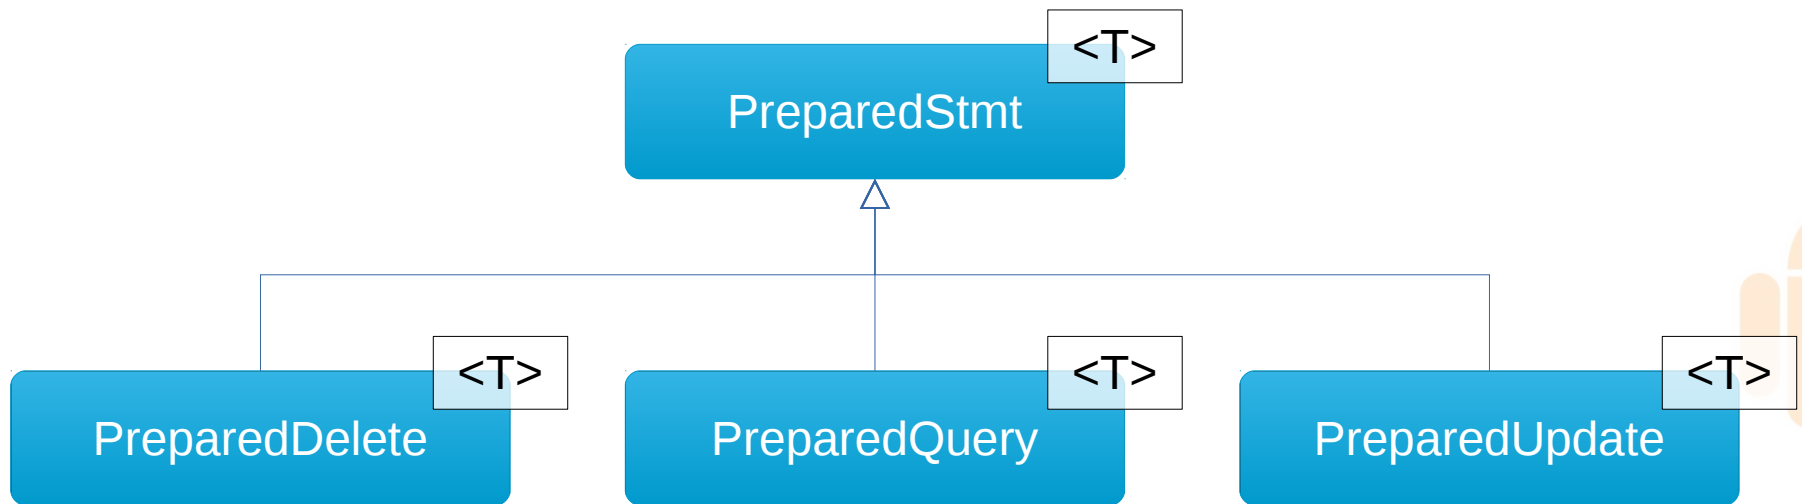 <T>
PreparedStmt
<T>
<T>
<T>
PreparedDelete
PreparedQuery
PreparedUpdate